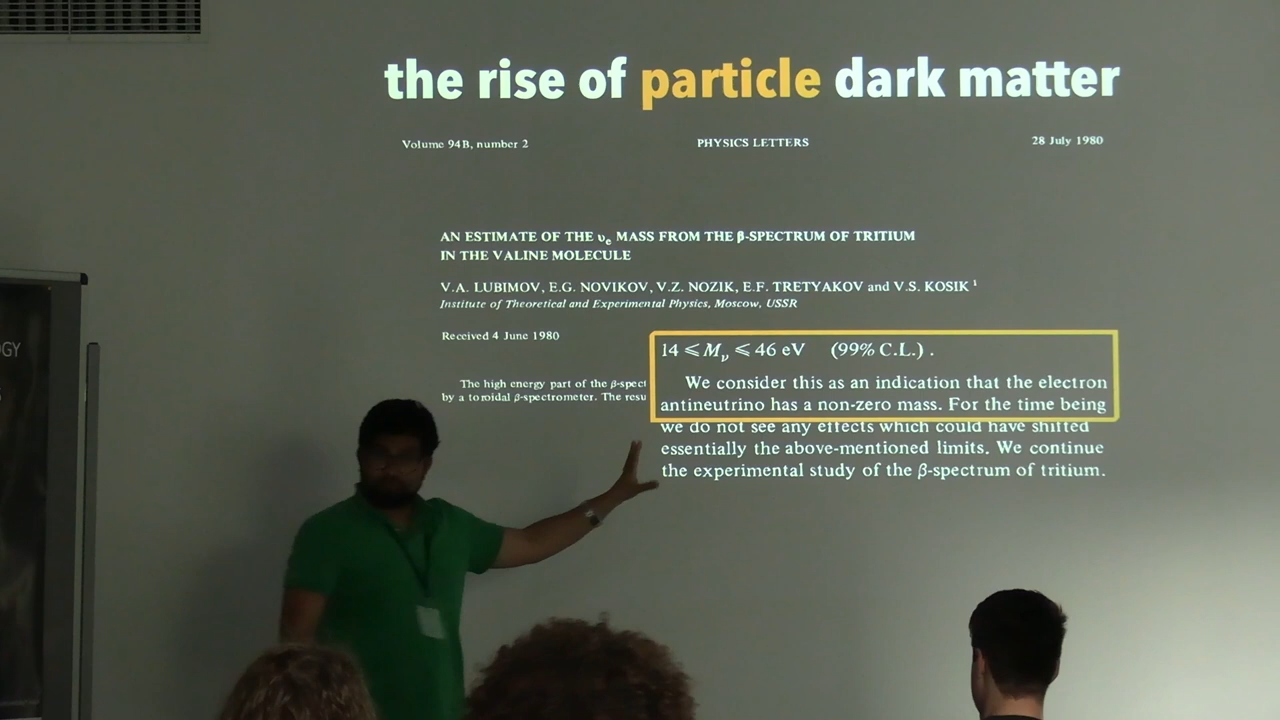 the rise of particle dark matter
Volume 94B, number 2 PHYSICS LETTERS 28 July 1980
AN ESTIMATE OF THE νe MASS FROM THE β-SPECTRUM OF TRITIUM
IN THE VALINE MOLECULE
V.A. LUBIMOV, E.G. NOVIKOV, V.Z. NOZIK, E.F. TRETYAKOV and V.S. KOSIK ¹
Institute of Theoretical and Experimental Physics, Moscow, USSR
Received 4 June 1980
The high energy part of the β-spect
by a toroidal β-spectrometer. The resu
14 ⩽ Mν ⩽ 46 eV (99% C.L.) .
We consider this as an indication that the electron
antineutrino has a non-zero mass. For the time being
we do not see any effects which could have shifted
essentially the above-mentioned limits. We continue
the experimental study of the β-spectrum of tritium.
GY